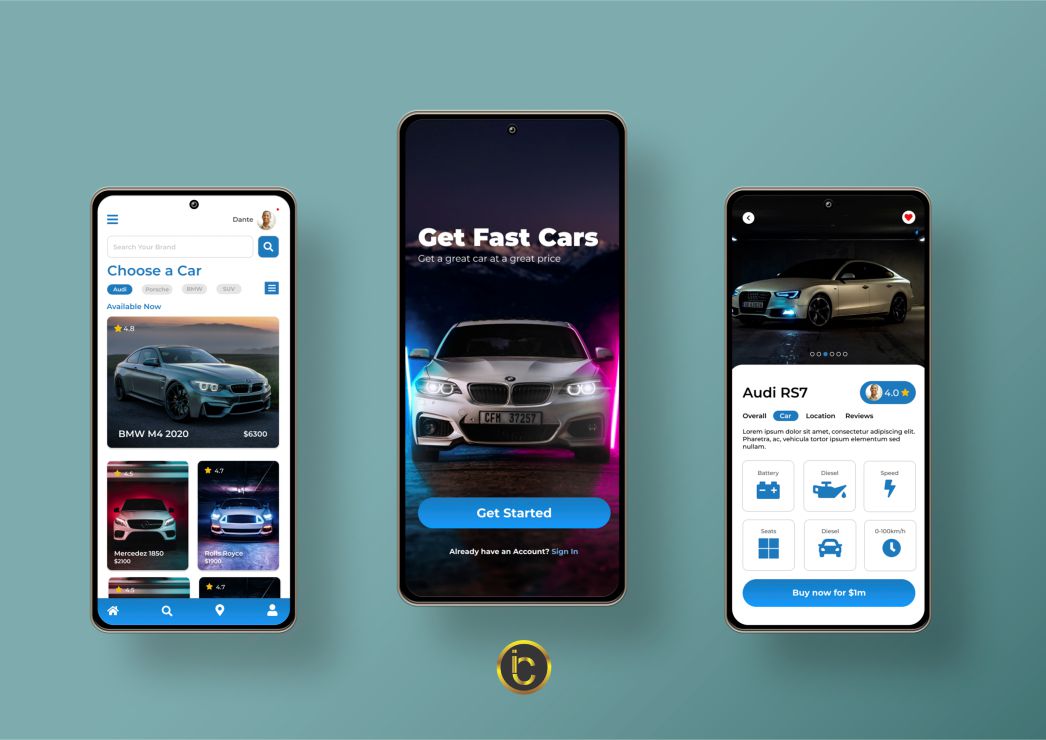 Dante
Search Your Brand
Choose a Car
Audi Porsche BMW SUV
Available Now
4.8
BMW M4 2020 $6300
4.5
Mercedez 1850
$2100
4.7
Rolls Royce
$1900
4.5
4.7
Get Fast Cars
Get a great car at a great price
CFM 37257
Get Started
Already have an Account? Sign In
Audi RS7
4.0
Overall Car Location Reviews
Lorem ipsum dolor sit amet, consectetur adipiscing elit.
Pharetra, ac, vehicula tortor ipsum elementum sed
nullam.
Battery Diesel Speed
Seats Diesel 0-100km/h
Buy now for $1m